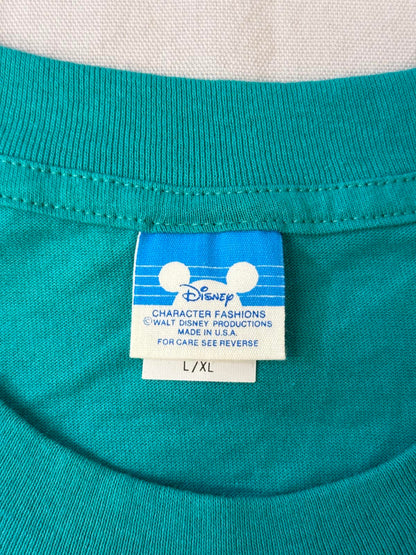 Disney
CHARACTER FASHIONS
©WALT DISNEY PRODUCTIONS
MADE IN U.S.A.
FOR CARE SEE REVERSE
L/XL